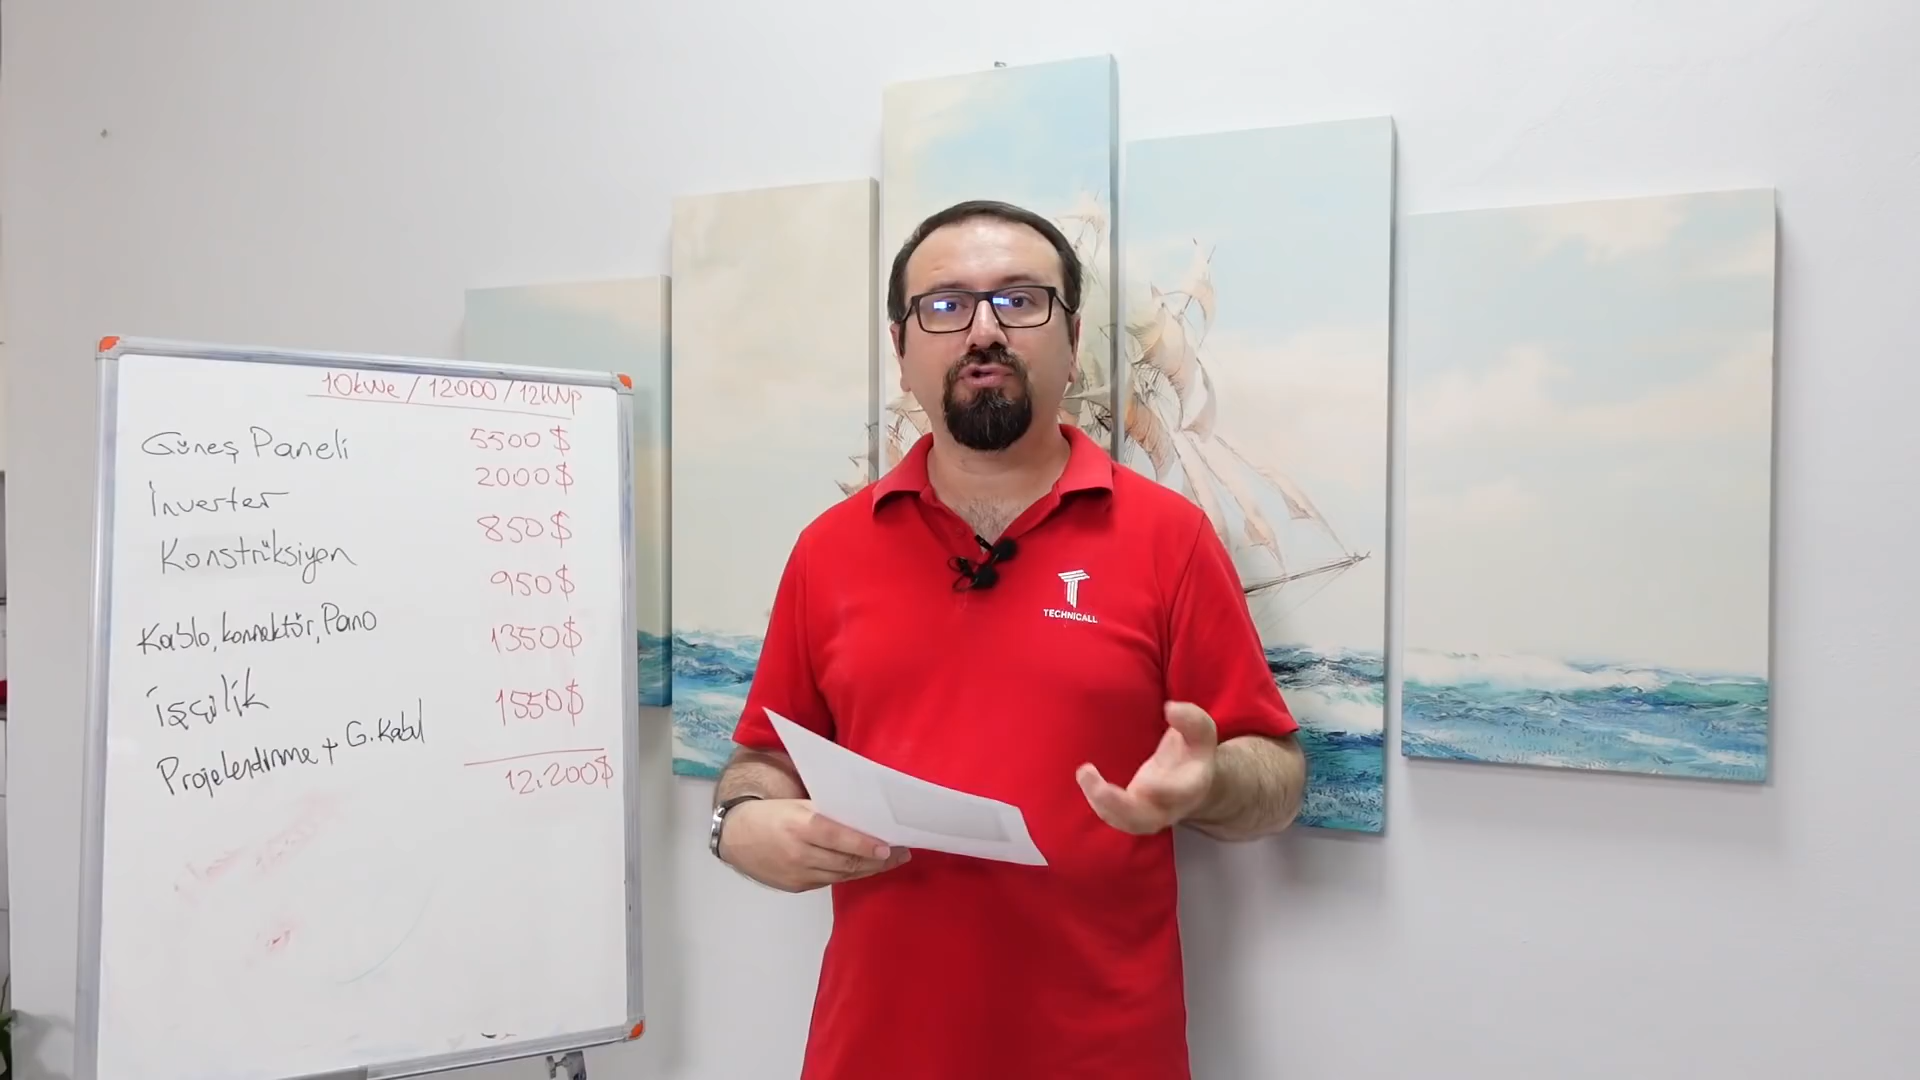 10kWe / 12000 / 12kWp
Güneş Paneli 5500 $
İnverter 2000 $
Konstrüksiyon 850 $
Kablo, konnektör, Pano 950 $
İşçilik 1350 $
Projelendirme + G. Kabul 1550 $
12.200 $
TECHNICALL